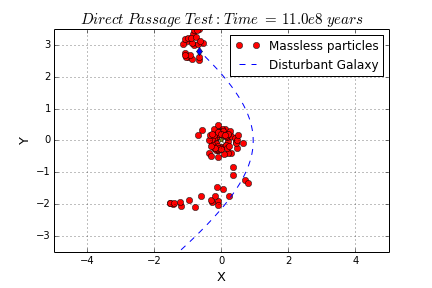 Direct Passage Test: Time = 11.0e8 years
Massless particles
Disturbant Galaxy
3
2
1
0
−1
−2
−3
Y
−4
−2
0
2
4
X